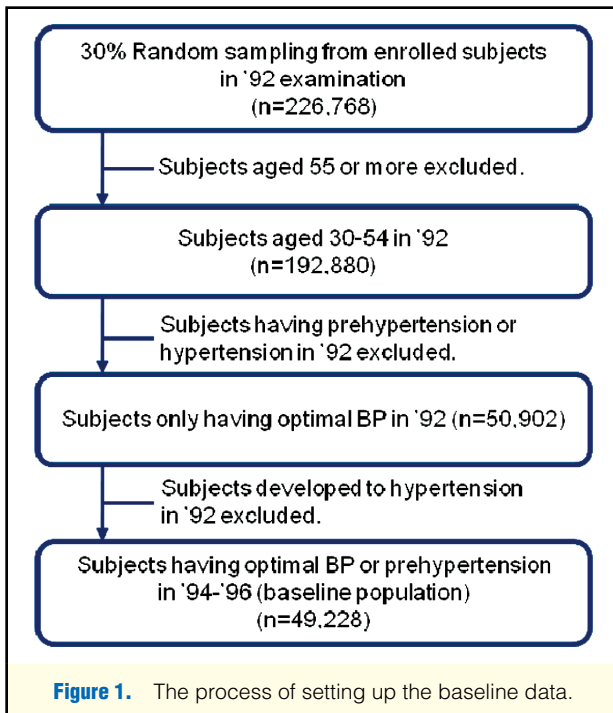 30% Random sampling from enrolled subjects
in `92 examination
(n=226,768)
Subjects aged 55 or more excluded.
Subjects aged 30-54 in `92
(n=192,880)
Subjects having prehypertension or
hypertension in `92 excluded.
Subjects only having optimal BP in `92 (n=50,902)
Subjects developed to hypertension
in `92 excluded.
Subjects having optimal BP or prehypertension
in `94-`96 (baseline population)
(n=49,228)
Figure 1. The process of setting up the baseline data.